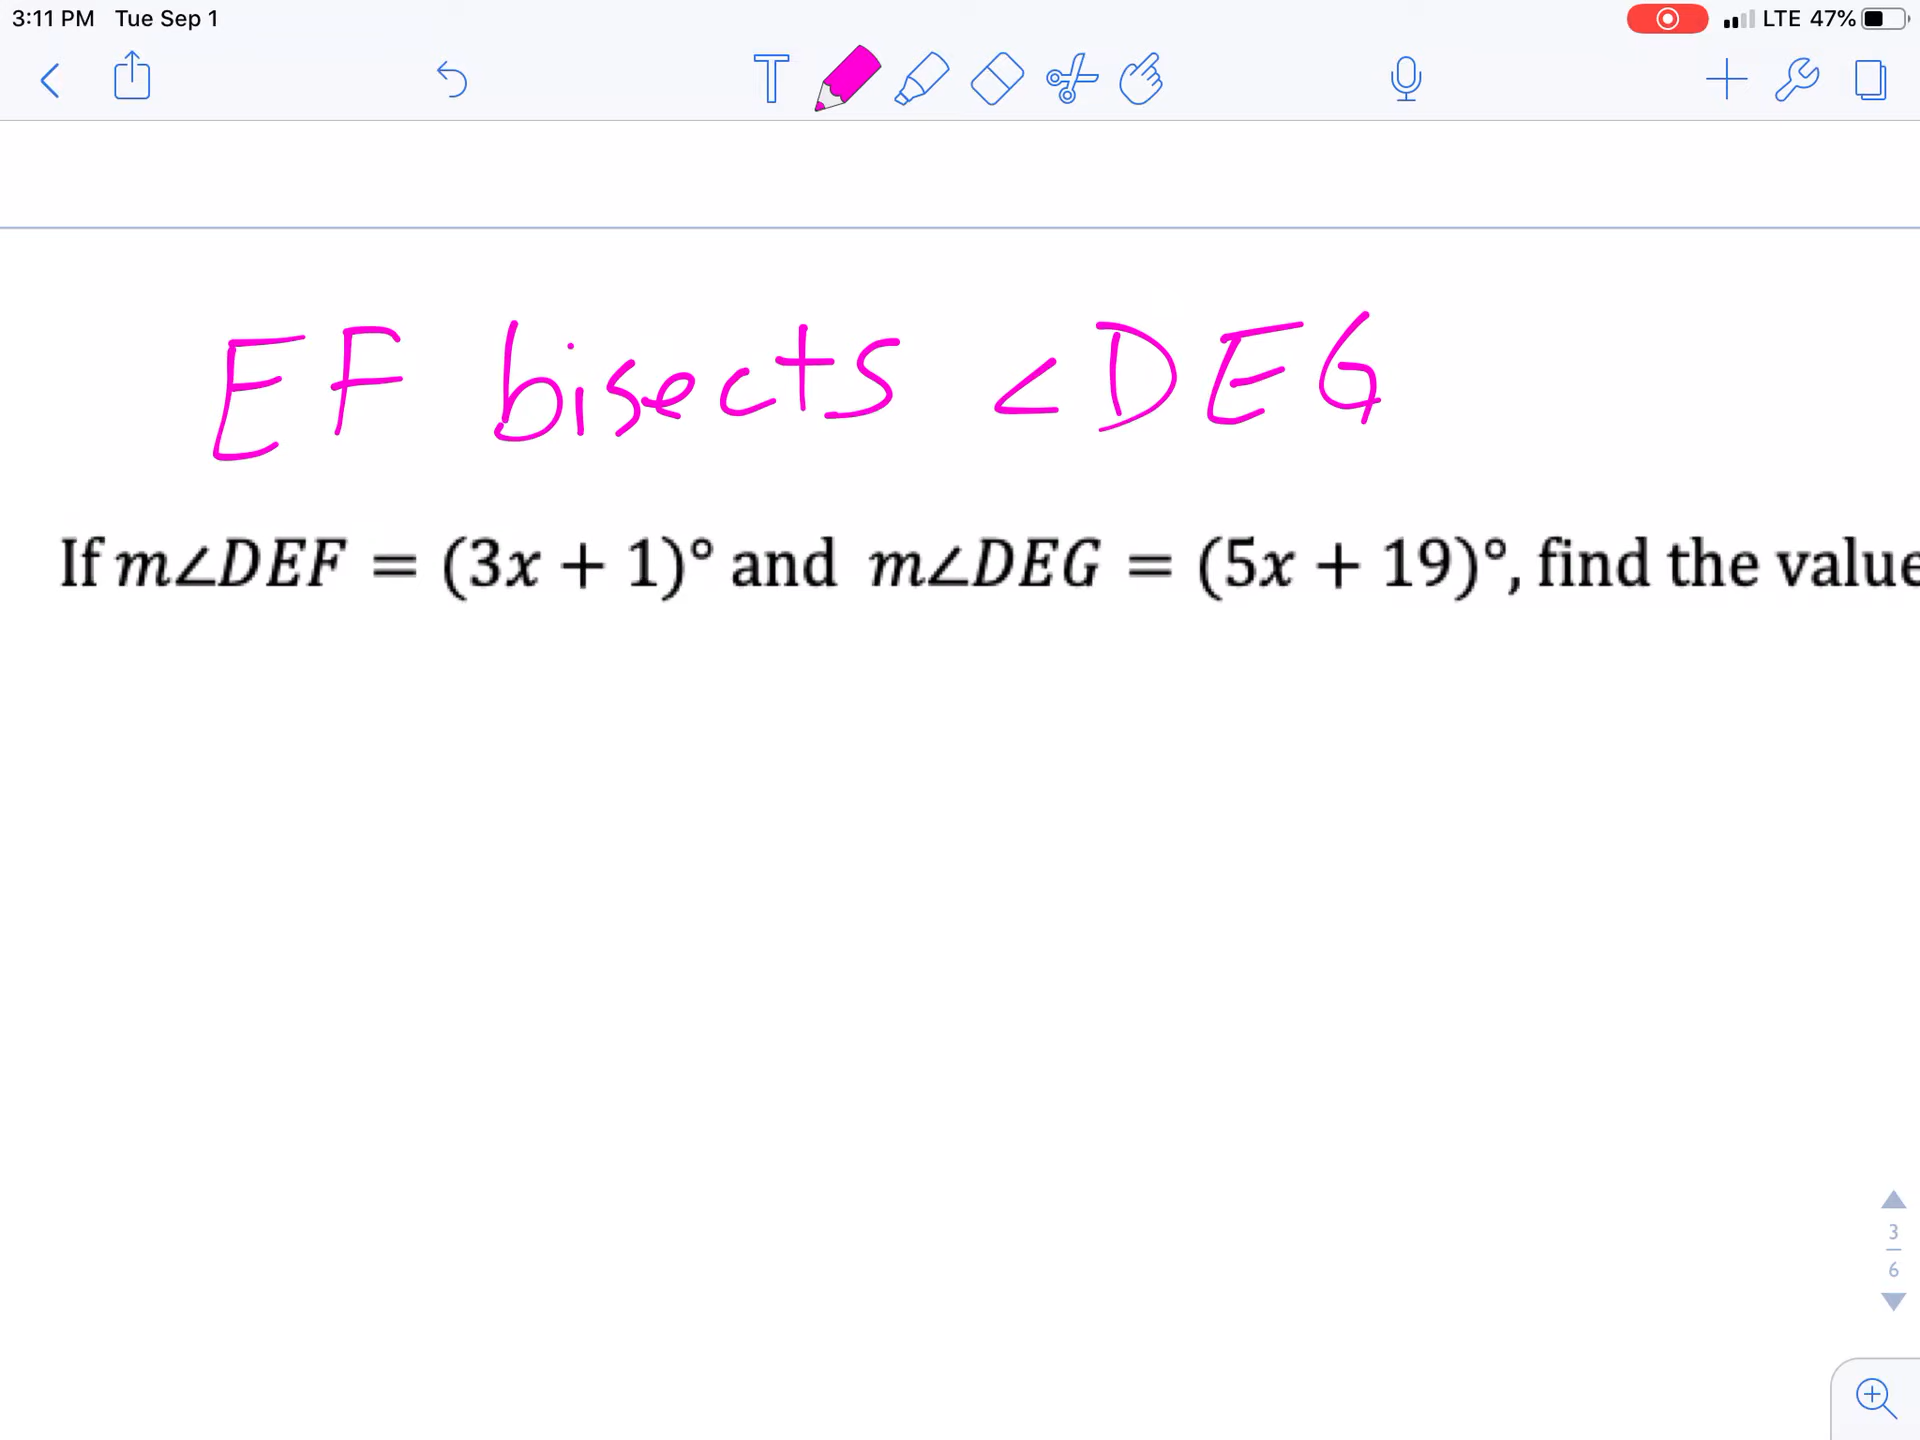 3:11 PM Tue Sep 1 LTE 47%
T
EF bisects <DEG
If m∠DEF = (3x + 1)° and m∠DEG = (5x + 19)°, find the value
3
6